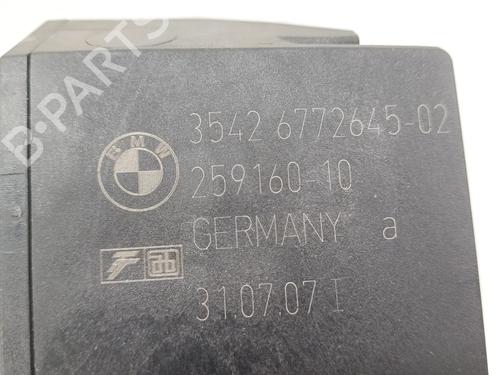 B-PARTS
BMW
3542 6772645-02
259160-10
GERMANY a
31.07.07 I